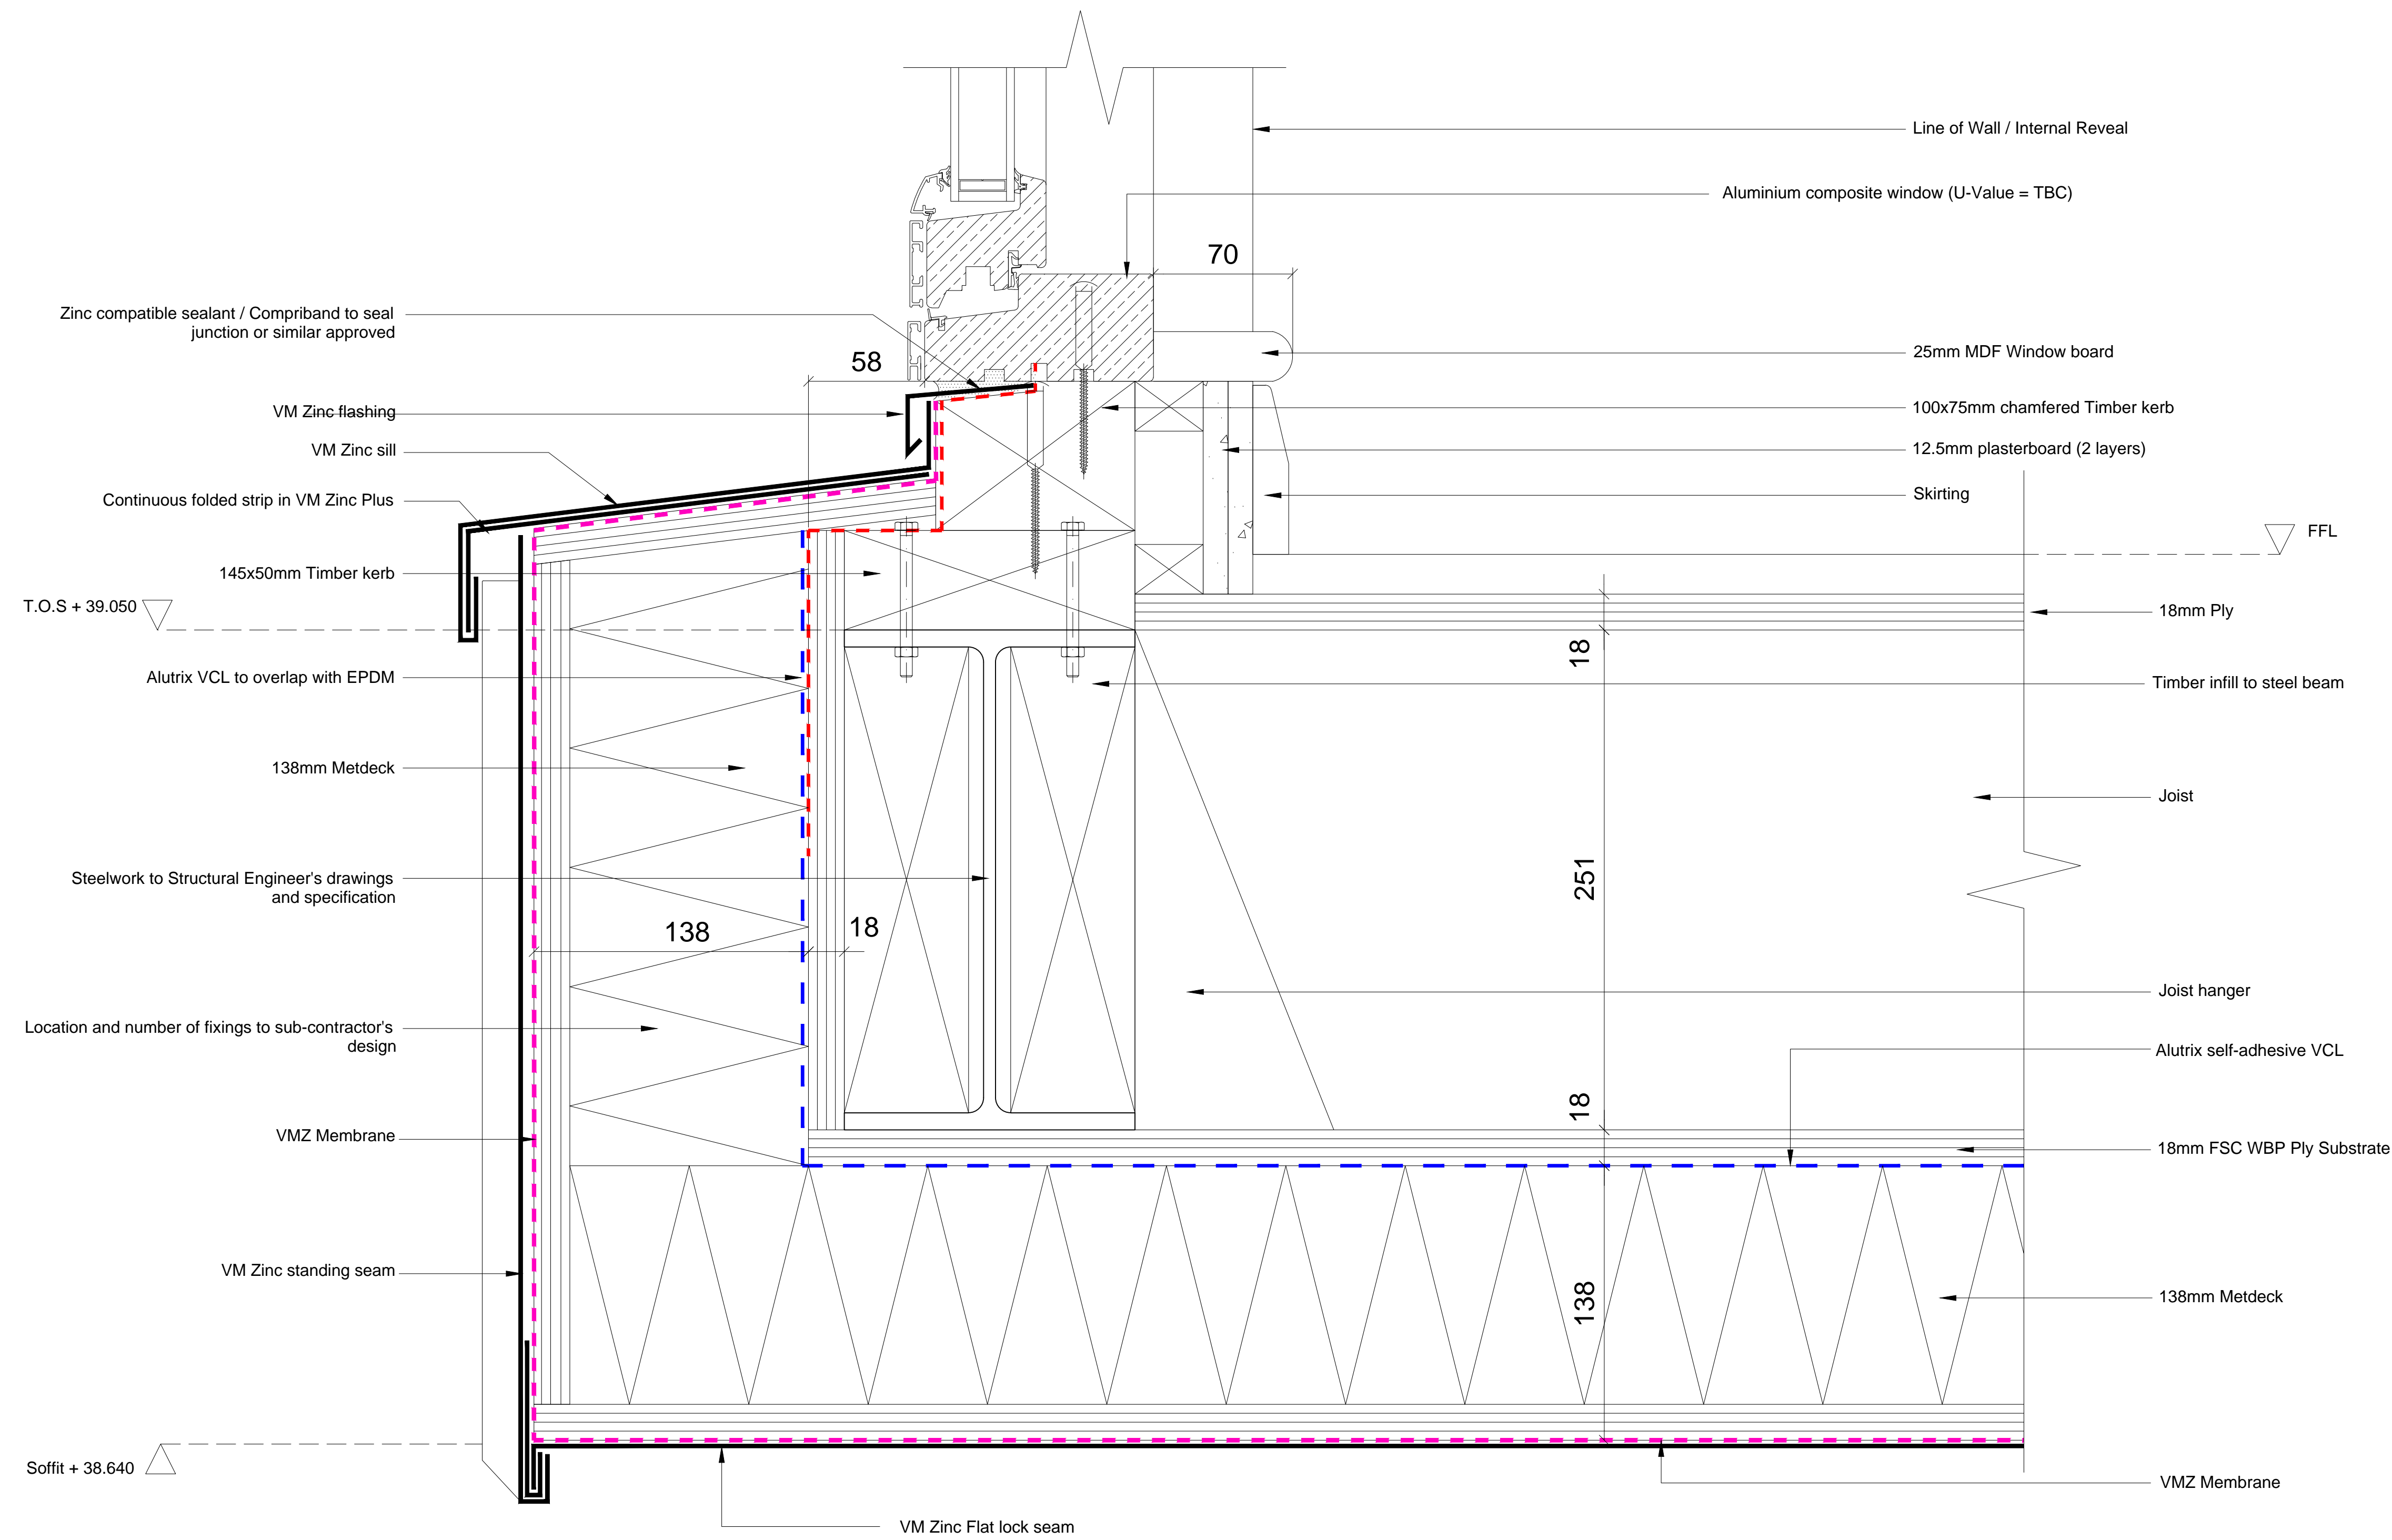 Line of Wall / Internal Reveal
Aluminium composite window (U-Value = TBC)
70
Zinc compatible sealant / Compriband to seal
junction or similar approved
58
25mm MDF Window board
VM Zinc flashing
100x75mm chamfered Timber kerb
VM Zinc sill
12.5mm plasterboard (2 layers)
Continuous folded strip in VM Zinc Plus
Skirting
FFL
145x50mm Timber kerb
T.O.S + 39.050
18mm Ply
18
Alutrix VCL to overlap with EPDM
Timber infill to steel beam
138mm Metdeck
Joist
Steelwork to Structural Engineer's drawings
and specification
251
138
18
Joist hanger
Location and number of fixings to sub-contractor's
design
Alutrix self-adhesive VCL
18
VMZ Membrane
18mm FSC WBP Ply Substrate
VM Zinc standing seam
138mm Metdeck
138
Soffit + 38.640
VMZ Membrane
VM Zinc Flat lock seam